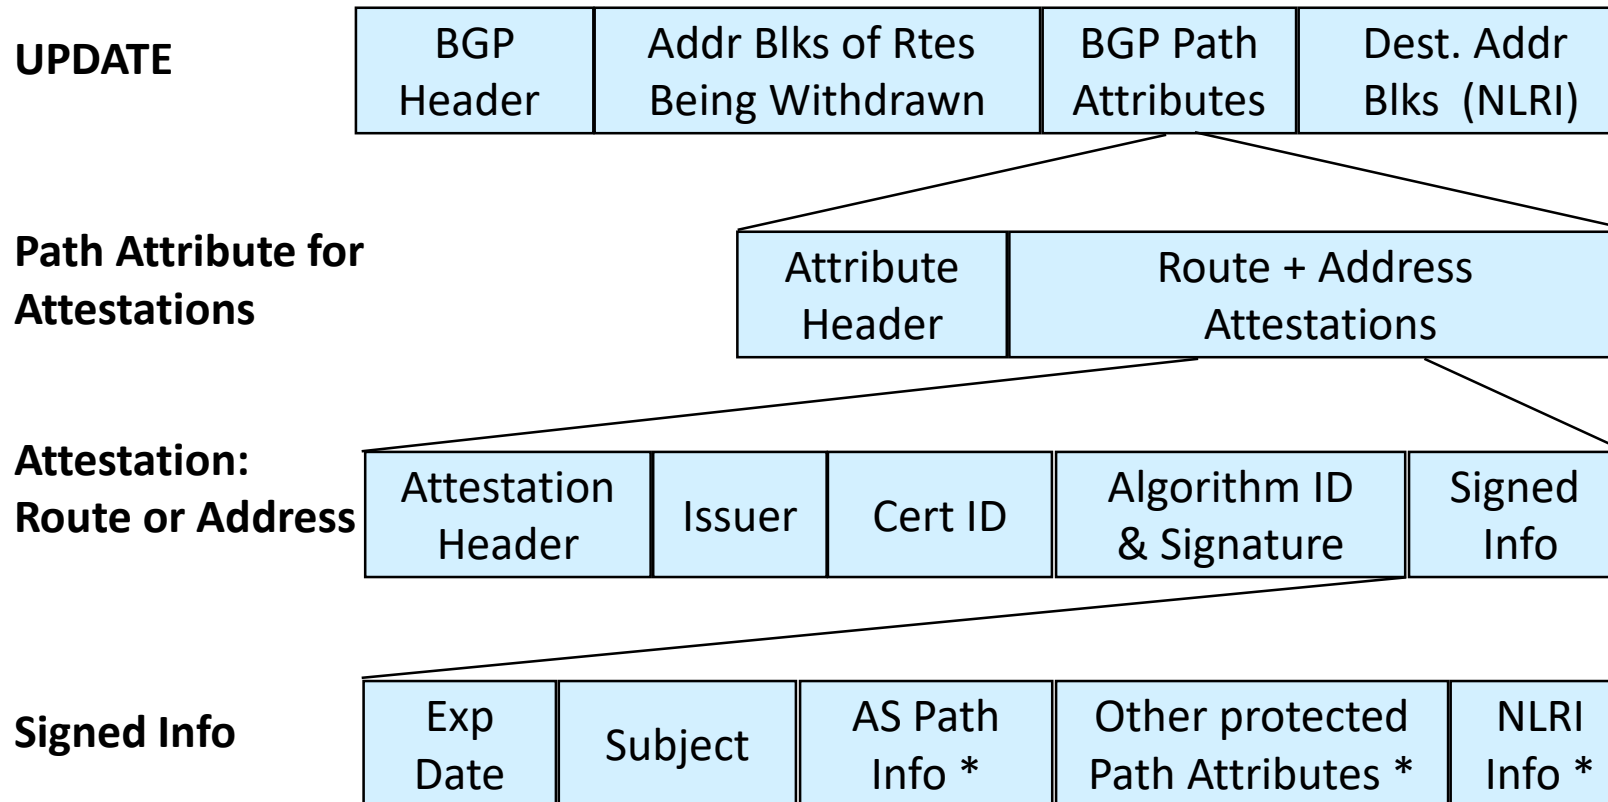 UPDATE
BGP
Header
Addr Blks of Rtes
Being Withdrawn
BGP Path
Attributes
Dest. Addr
Blks (NLRI)
Path Attribute for
Attestations
Attribute
Header
Route + Address
Attestations
Attestation:
Route or Address
Attestation
Header
Issuer
Cert ID
Algorithm ID
& Signature
Signed
Info
Signed Info
Exp
Date
Subject
AS Path
Info *
Other protected
Path Attributes *
NLRI
Info *